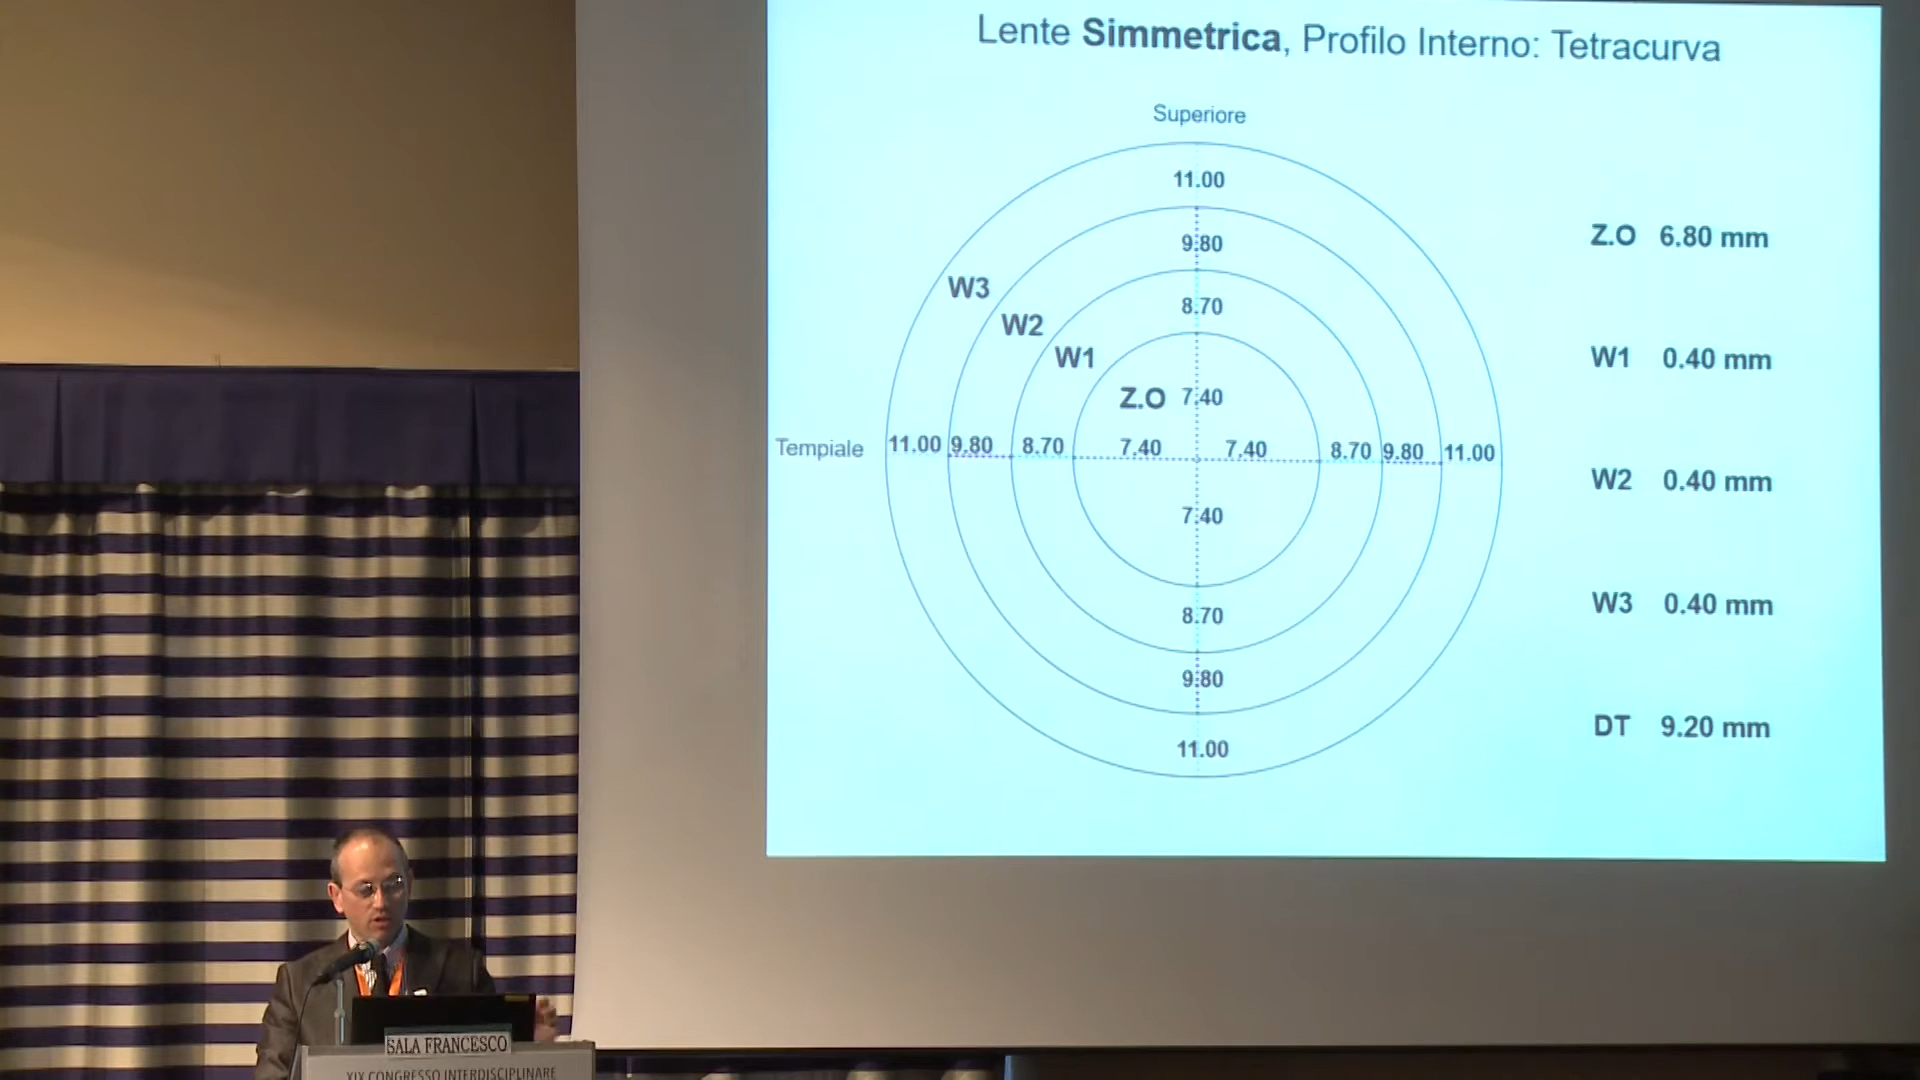 Lente Simmetrica, Profilo Interno: Tetracurva
Superiore
11.00
9.80
8.70
7.40
Z.O
W1
W2
W3
Tempiale 11.00 9.80 8.70 7.40 7.40 8.70 9.80 11.00
7.40
8.70
9.80
11.00
Z.O 6.80 mm
W1 0.40 mm
W2 0.40 mm
W3 0.40 mm
DT 9.20 mm
SALA FRANCESCO
XIX CONGRESSO INTERDISCIPLINARE